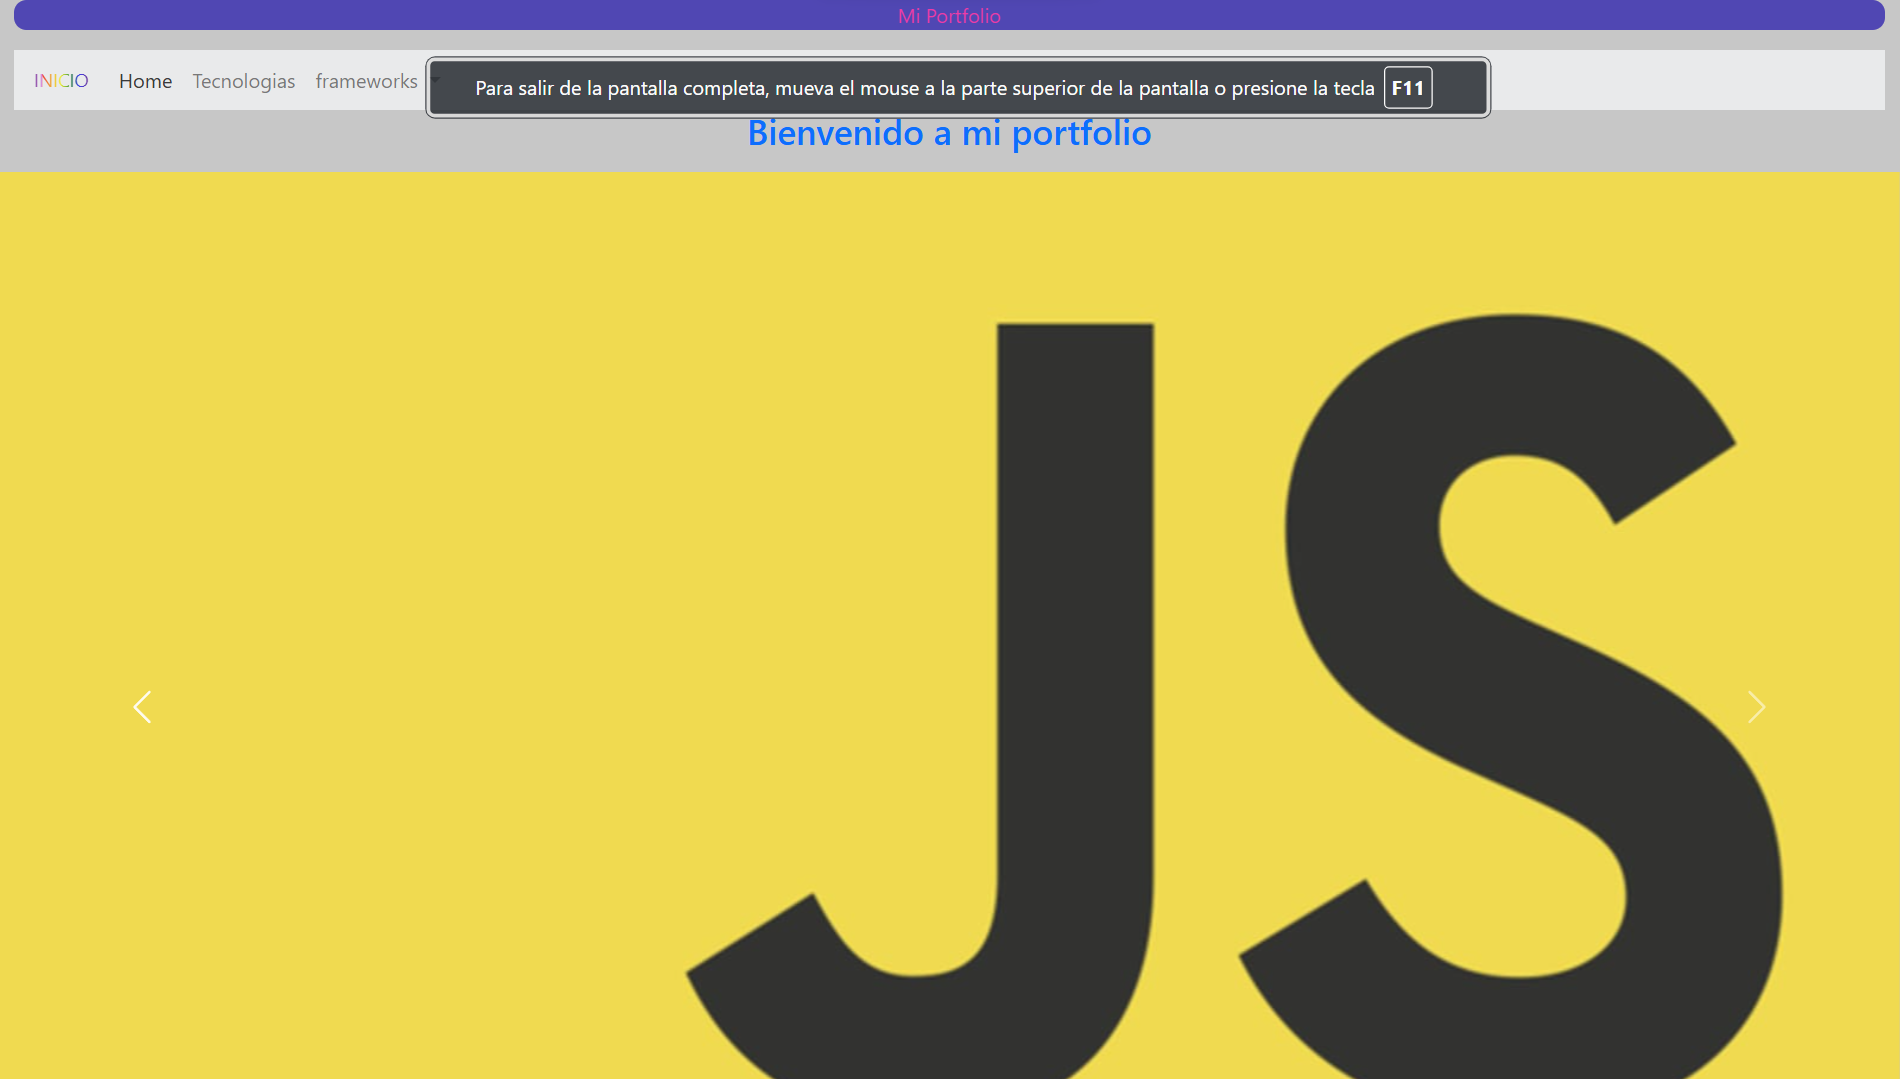 Mi Portfolio
INICIO Home Tecnologias frameworks
Para salir de la pantalla completa, mueva el mouse a la parte superior de la pantalla o presione la tecla F11
Bienvenido a mi portfolio
JS